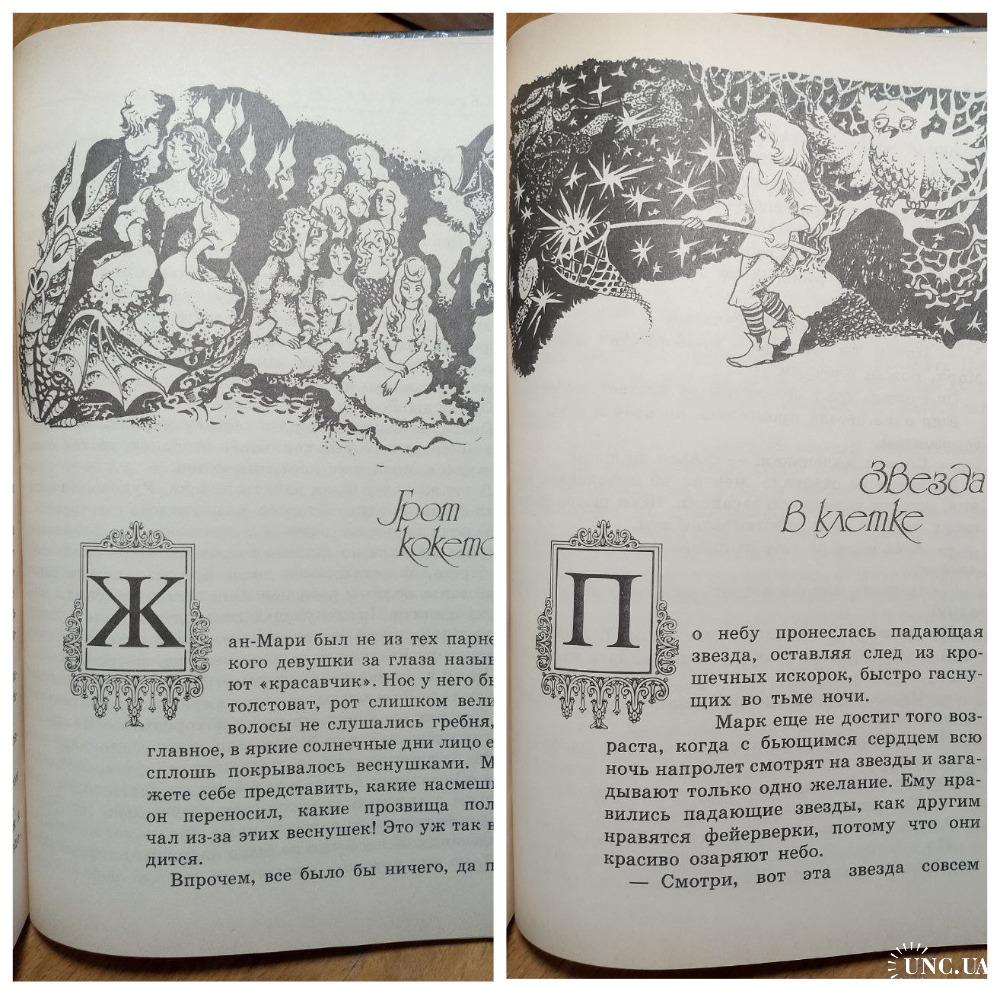 Грот
кокето
Ж
ан-Мари был не из тех парне
кого девушки за глаза назыв
ют «красавчик». Нос у него бы
толстоват, рот слишком вели
волосы не слушались гребня,
главное, в яркие солнечные дни лицо е
сплошь покрывалось веснушками. М
жете себе представить, какие насмеш
он переносил, какие прозвища пол
чал из-за этих веснушек! Это уж так в
дится.
Впрочем, все было бы ничего, да п
Звезда
в клетке
П
о небу пронеслась падающая
звезда, оставляя след из кро-
шечных искорок, быстро гасну-
щих во тьме ночи.
Марк еще не достиг того воз-
раста, когда с бьющимся сердцем всю
ночь напролет смотрят на звезды и зага-
дывают только одно желание. Ему нра-
вились падающие звезды, как другим
нравятся фейерверки, потому что они
красиво озаряют небо.
— Смотри, вот эта звезда совсем
UNC.UA